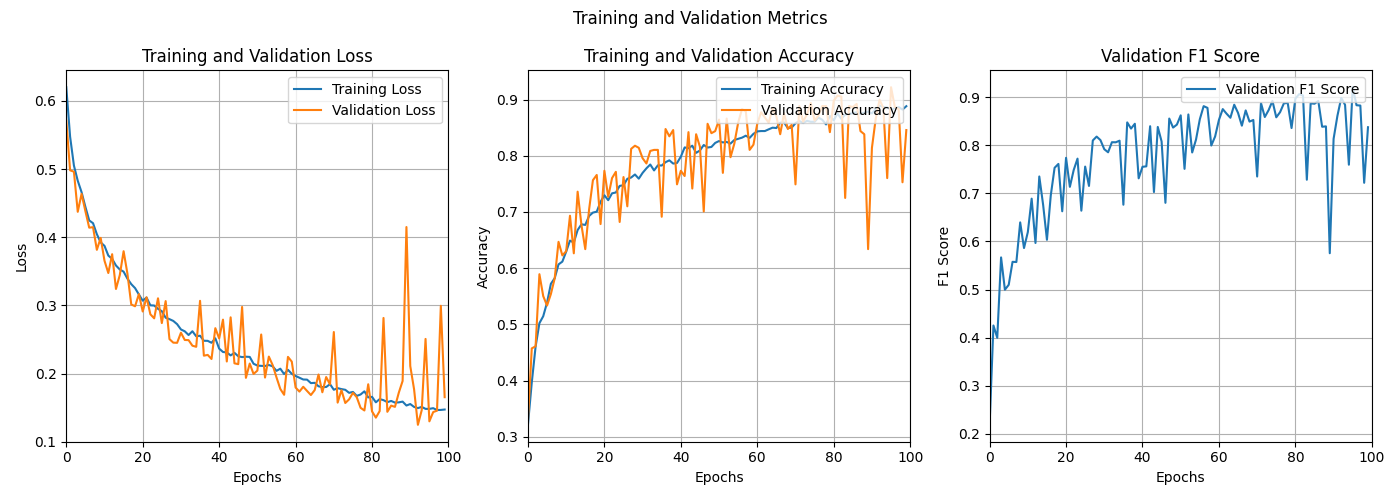 Training and Validation Metrics
Training and Validation Loss
Training Loss
Validation Loss
Loss
0.6
0.5
0.4
0.3
0.2
0.1
0 20 40 60 80 100
Epochs
Training and Validation Accuracy
Training Accuracy
Validation Accuracy
Accuracy
0.9
0.8
0.7
0.6
0.5
0.4
0.3
0 20 40 60 80 100
Epochs
Validation F1 Score
Validation F1 Score
F1 Score
0.9
0.8
0.7
0.6
0.5
0.4
0.3
0.2
0 20 40 60 80 100
Epochs